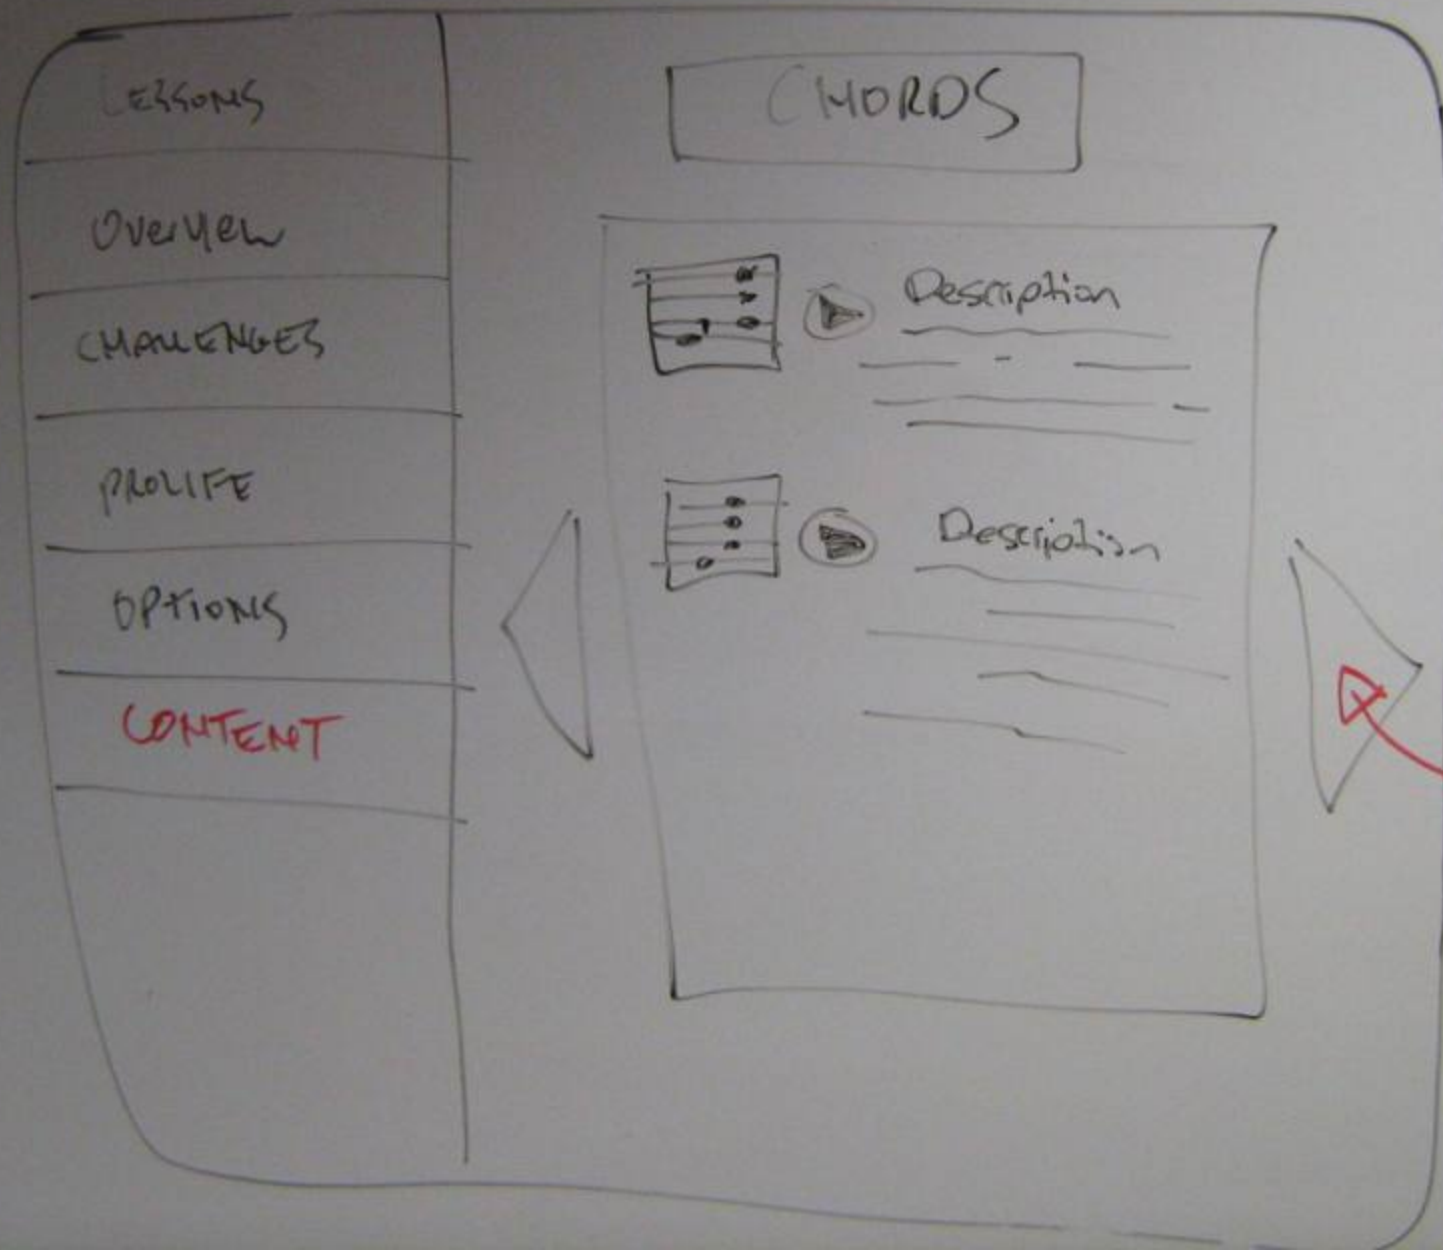 LESSONS
Overview
CHALLENGES
PROLIFE
OPTIONS
CONTENT
CHORDS
Description
Description